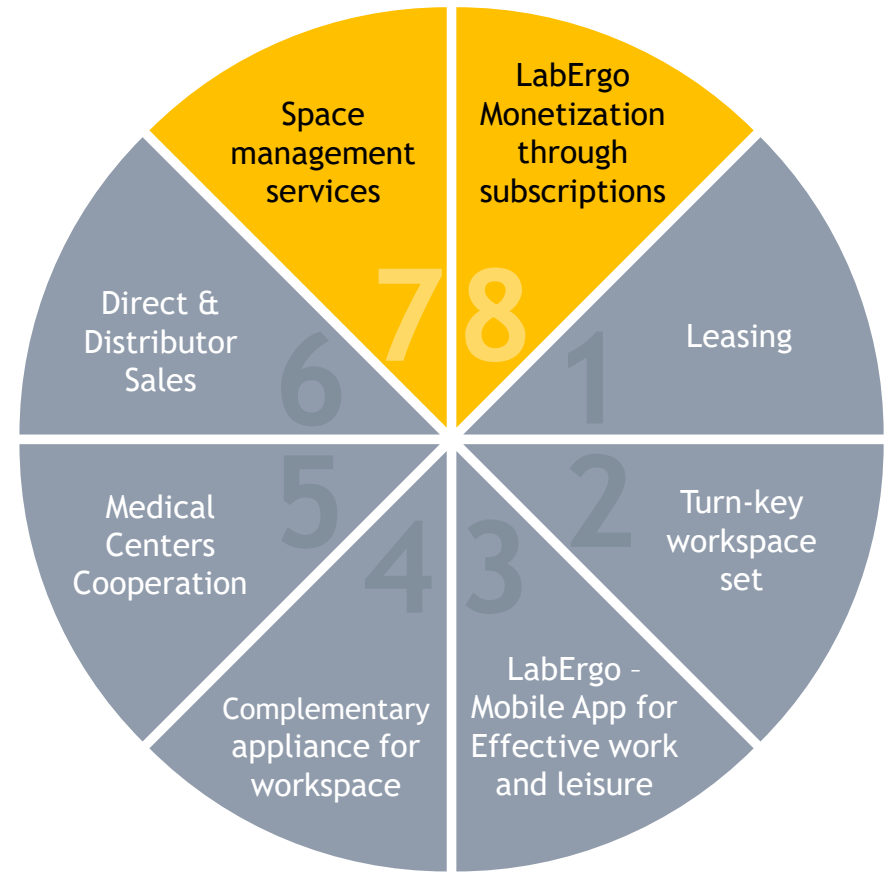 LabErgo
Monetization
through
subscriptions
8
Leasing
1
Turn-key
workspace
set
2
LabErgo –
Mobile App for
Effective work
and leisure
3
Complementary
appliance for
workspace
4
Medical
Centers
Cooperation
5
Direct &
Distributor
Sales
6
Space
management
services
7